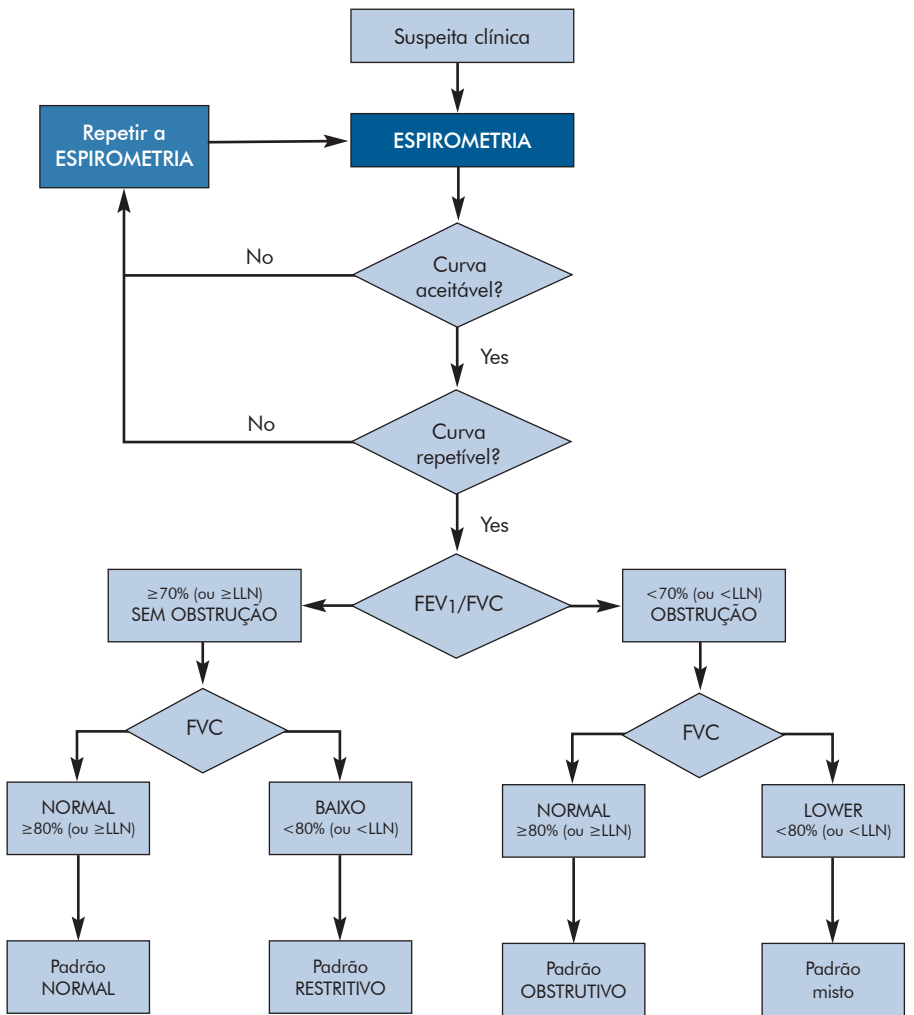 Suspeita clínica
Repetir a
ESPIROMETRIA
ESPIROMETRIA
No
Curva
aceitável?
Yes
No
Curva
repetível?
Yes
≥70% (ou ≥LLN)
SEM OBSTRUÇÃO
FEV1/FVC
<70% (ou <LLN)
OBSTRUÇÃO
FVC
FVC
NORMAL
≥80% (ou ≥LLN)
BAIXO
<80% (ou <LLN)
NORMAL
≥80% (ou ≥LLN)
LOWER
<80% (ou <LLN)
Padrão
NORMAL
Padrão
RESTRITIVO
Padrão
OBSTRUTIVO
Padrão
misto